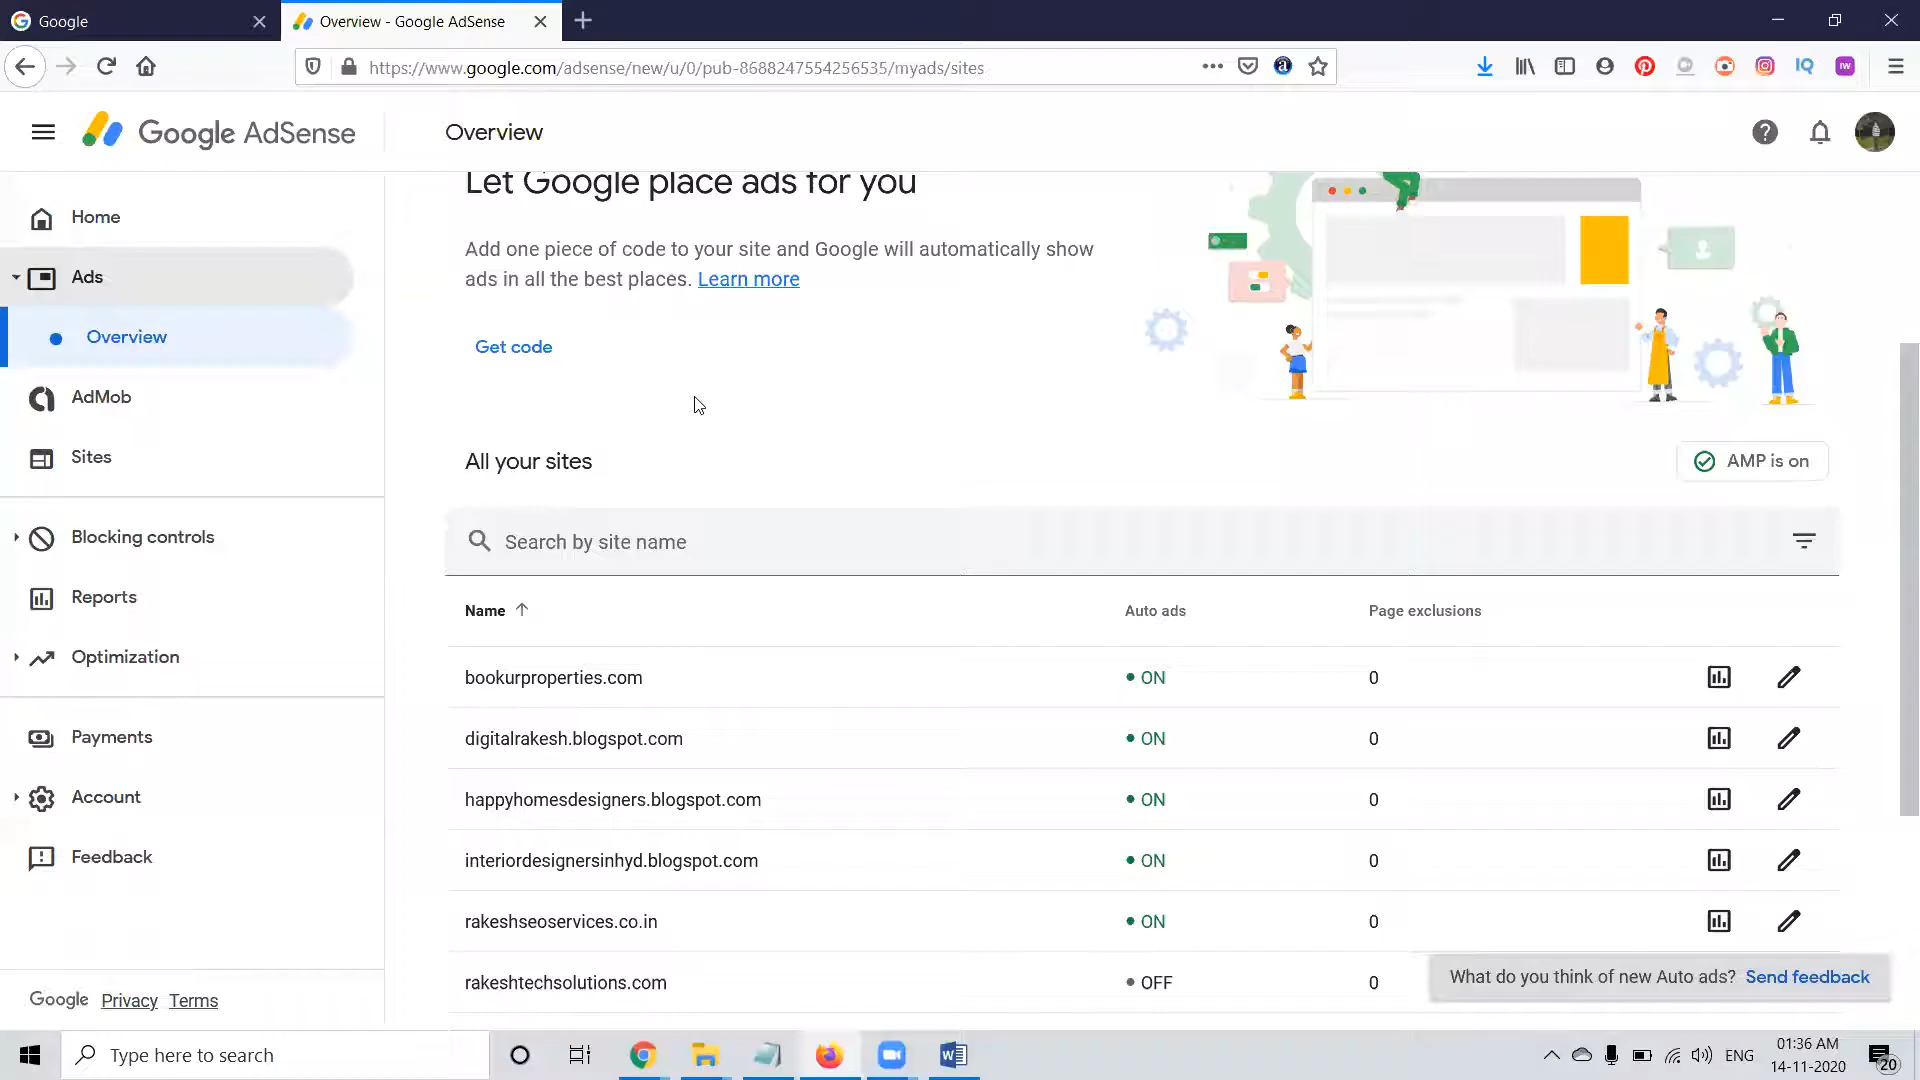 Google
Overview - Google AdSense
https://www.google.com/adsense/new/u/0/pub-8688247554256535/myads/sites
Google AdSense
Overview
Home
Ads
Overview
AdMob
Sites
Blocking controls
Reports
Optimization
Payments
Account
Feedback
Google Privacy Terms
Let Google place ads for you
Add one piece of code to your site and Google will automatically show
ads in all the best places. Learn more
Get code
All your sites
AMP is on
Search by site name
Name Auto ads Page exclusions
bookurproperties.com ON 0
digitalrakesh.blogspot.com ON 0
happyhomesdesigners.blogspot.com ON 0
interiordesignersinhyd.blogspot.com ON 0
rakeshseoservices.co.in ON 0
rakeshtechsolutions.com OFF 0
What do you think of new Auto ads? Send feedback
Type here to search
ENG
01:36 AM
14-11-2020
20